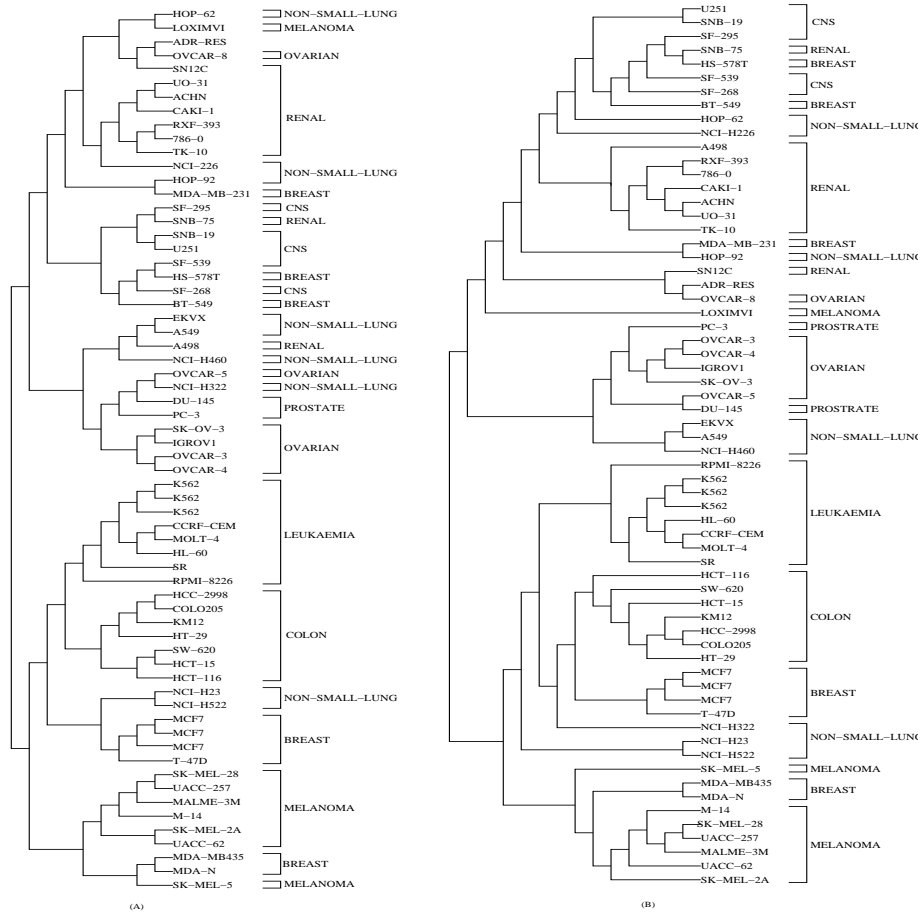 HOP-62
LOXIMVI
ADR-RES
OVCAR-8
SN12C
UO-31
ACHN
CAKI-1
RXF-393
786-0
TK-10
NCI-226
HOP-92
MDA-MB-231
SF-295
SNB-75
SNB-19
U251
SF-539
HS-578T
SF-268
BT-549
EKVX
A549
A498
NCI-H460
OVCAR-5
NCI-H322
DU-145
PC-3
SK-OV-3
IGROV1
OVCAR-3
OVCAR-4
K562
K562
K562
CCRF-CEM
MOLT-4
HL-60
SR
RPMI-8226
HCC-2998
COLO205
KM12
HT-29
SW-620
HCT-15
HCT-116
NCI-H23
NCI-H522
MCF7
MCF7
MCF7
T-47D
SK-MEL-28
UACC-257
MALME-3M
M-14
SK-MEL-2A
UACC-62
MDA-MB435
MDA-N
SK-MEL-5
NON-SMALL-LUNG
MELANOMA
OVARIAN
RENAL
NON-SMALL-LUNG
BREAST
CNS
RENAL
CNS
BREAST
CNS
BREAST
NON-SMALL-LUNG
RENAL
NON-SMALL-LUNG
OVARIAN
NON-SMALL-LUNG
PROSTATE
OVARIAN
LEUKAEMIA
COLON
NON-SMALL-LUNG
BREAST
MELANOMA
BREAST
MELANOMA
(A)
U251
SNB-19
SF-295
SNB-75
HS-578T
SF-539
SF-268
BT-549
HOP-62
NCI-H226
A498
RXF-393
786-0
CAKI-1
ACHN
UO-31
TK-10
MDA-MB-231
HOP-92
SN12C
ADR-RES
OVCAR-8
LOXIMVI
PC-3
OVCAR-3
OVCAR-4
IGROV1
SK-OV-3
OVCAR-5
DU-145
EKVX
A549
NCI-H460
RPMI-8226
K562
K562
K562
HL-60
CCRF-CEM
MOLT-4
SR
HCT-116
SW-620
HCT-15
KM12
HCC-2998
COLO205
HT-29
MCF7
MCF7
MCF7
T-47D
NCI-H322
NCI-H23
NCI-H522
SK-MEL-5
MDA-MB435
MDA-N
M-14
SK-MEL-28
UACC-257
MALME-3M
UACC-62
SK-MEL-2A
CNS
RENAL
BREAST
CNS
BREAST
NON-SMALL-LUNG
RENAL
BREAST
NON-SMALL-LUNG
RENAL
OVARIAN
MELANOMA
PROSTRATE
OVARIAN
PROSTRATE
NON-SMALL-LUNG
LEUKAEMIA
COLON
BREAST
NON-SMALL-LUNG
MELANOMA
BREAST
MELANOMA
(B)